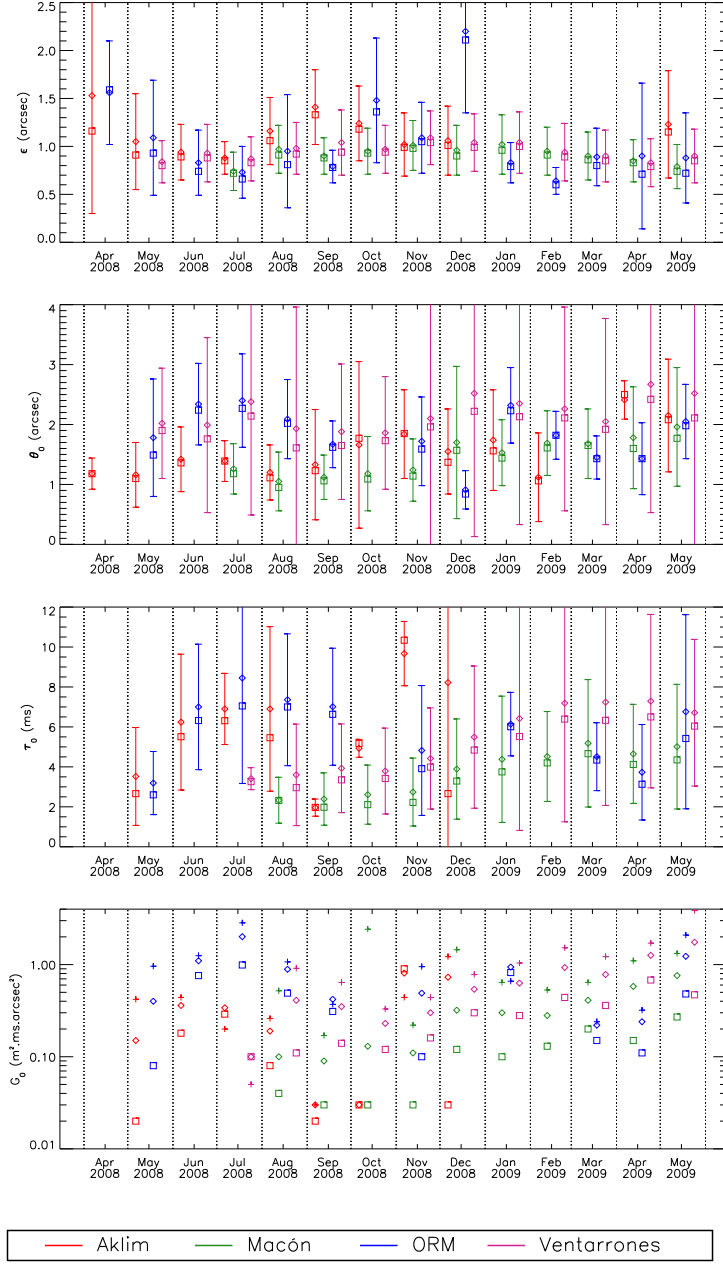 2.5
2.0
1.5
1.0
0.5
0.0
ε (arcsec)
Apr May Jun Jul Aug Sep Oct Nov Dec Jan Feb Mar Apr May
2008 2008 2008 2008 2008 2008 2008 2008 2008 2009 2009 2009 2009 2009
4
3
2
1
0
θ₀ (arcsec)
Apr May Jun Jul Aug Sep Oct Nov Dec Jan Feb Mar Apr May
2008 2008 2008 2008 2008 2008 2008 2008 2008 2009 2009 2009 2009 2009
12
10
8
6
4
2
0
τ₀ (ms)
Apr May Jun Jul Aug Sep Oct Nov Dec Jan Feb Mar Apr May
2008 2008 2008 2008 2008 2008 2008 2008 2008 2009 2009 2009 2009 2009
1.00
0.10
0.01
G₀ (m².ms.arcsec²)
Apr May Jun Jul Aug Sep Oct Nov Dec Jan Feb Mar Apr May
2008 2008 2008 2008 2008 2008 2008 2008 2008 2009 2009 2009 2009 2009
Aklim Macón ORM Ventarrones